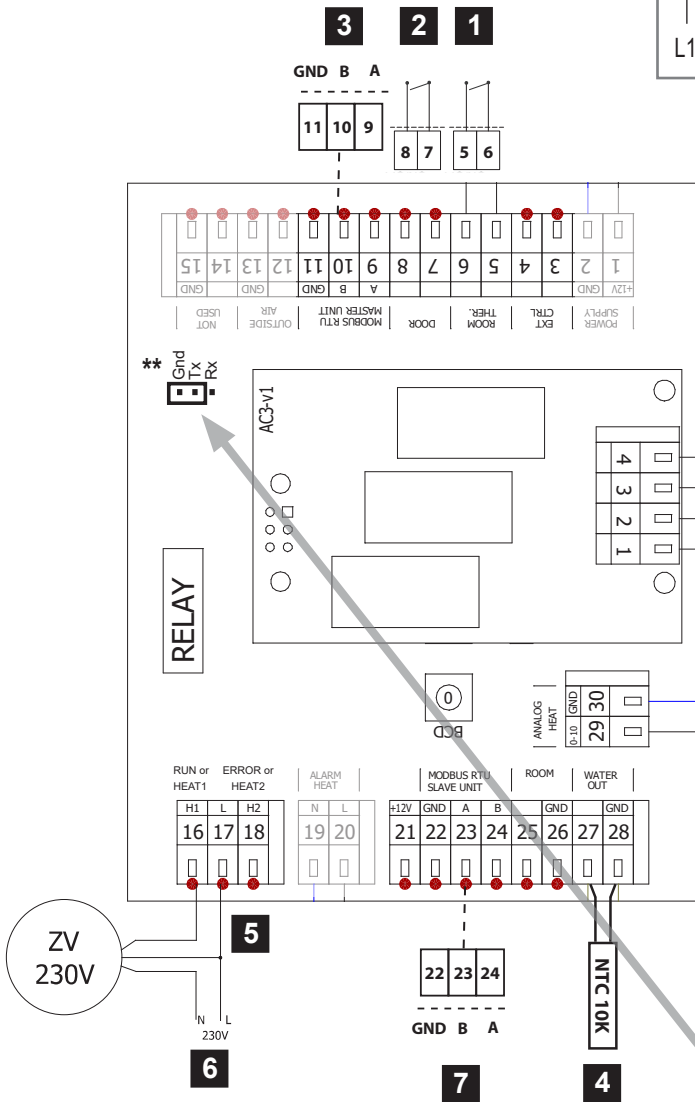 3 2 1
L1
GND B A
11 10 9
8 7
5 6
15 14 13 12 11 10 9 8 7 6 5 4 3 2 1
GND GND GND B A GND +12V
NOT USED
OUTSIDE AIR
MODBUS RTU MASTER UNIT
DOOR
ROOM THER.
EXT CTRL
POWER SUPPLY
**
Gnd
Tx
Rx
AC3-v1
4
3
2
1
RELAY
0
BCD
ANALOG
HEAT
0-10 GND
29 30
RUN or
HEAT1
ERROR or
HEAT2
ALARM
HEAT
MODBUS RTU
SLAVE UNIT
ROOM
WATER
OUT
H1 L H2 N L +12V GND A B GND GND
16 17 18 19 20 21 22 23 24 25 26 27 28
ZV
230V
5
N L
230V
6
22 23 24
GND B A
7
NTC 10K
4